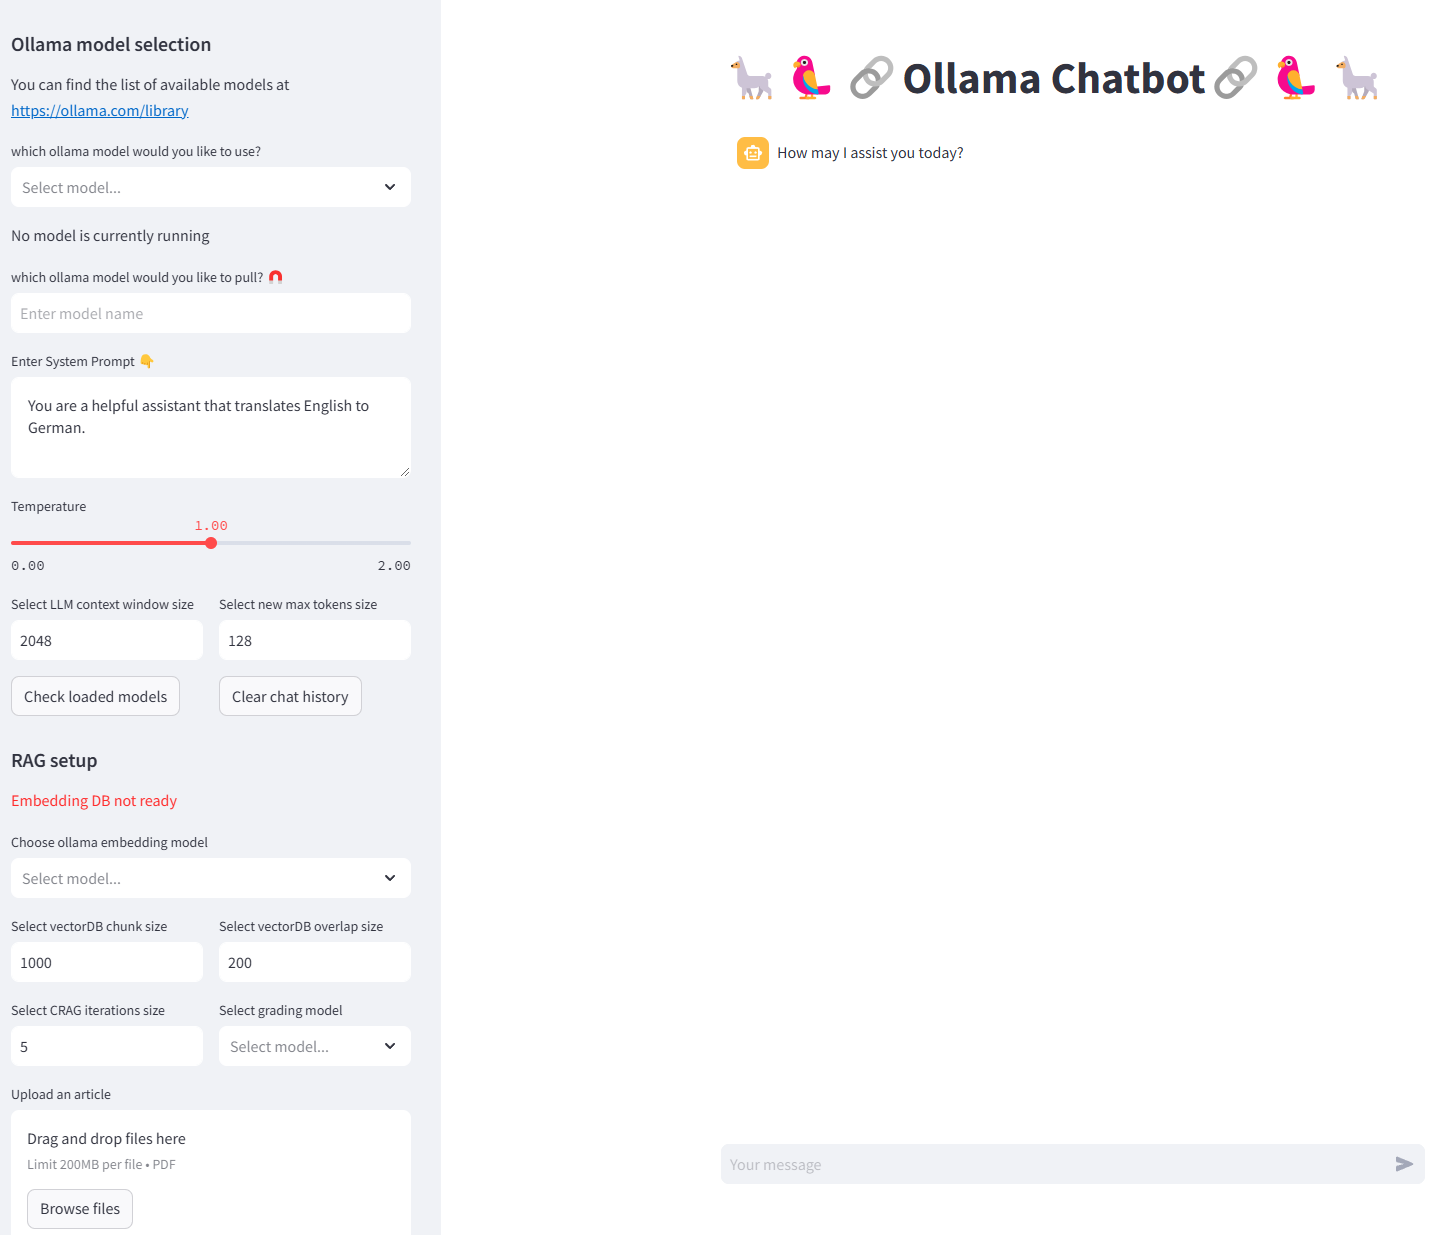 Ollama model selection
You can find the list of available models at
https://ollama.com/library
which ollama model would you like to use?
Select model...
No model is currently running
which ollama model would you like to pull? 🧲
Enter model name
Enter System Prompt 👇
You are a helpful assistant that translates English to
German.
Temperature
1.00
0.00 2.00
Select LLM context window size Select new max tokens size
2048 128
Check loaded models Clear chat history
RAG setup
Embedding DB not ready
Choose ollama embedding model
Select model...
Select vectorDB chunk size Select vectorDB overlap size
1000 200
Select CRAG iterations size Select grading model
5 Select model...
Upload an article
Drag and drop files here
Limit 200MB per file • PDF
Browse files
🦙 🦜 🔗 Ollama Chatbot 🔗 🦜 🦙
How may I assist you today?
Your message